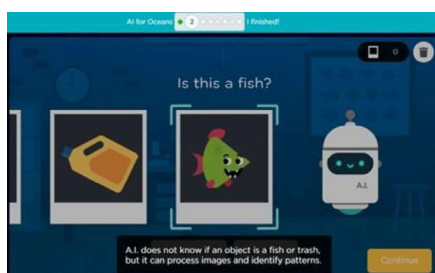 AI for Oceans 2 I finished!
0
Is this a fish?
A.I.
A.I. does not know if an object is a fish or trash,
but it can process images and identify patterns.
Continue